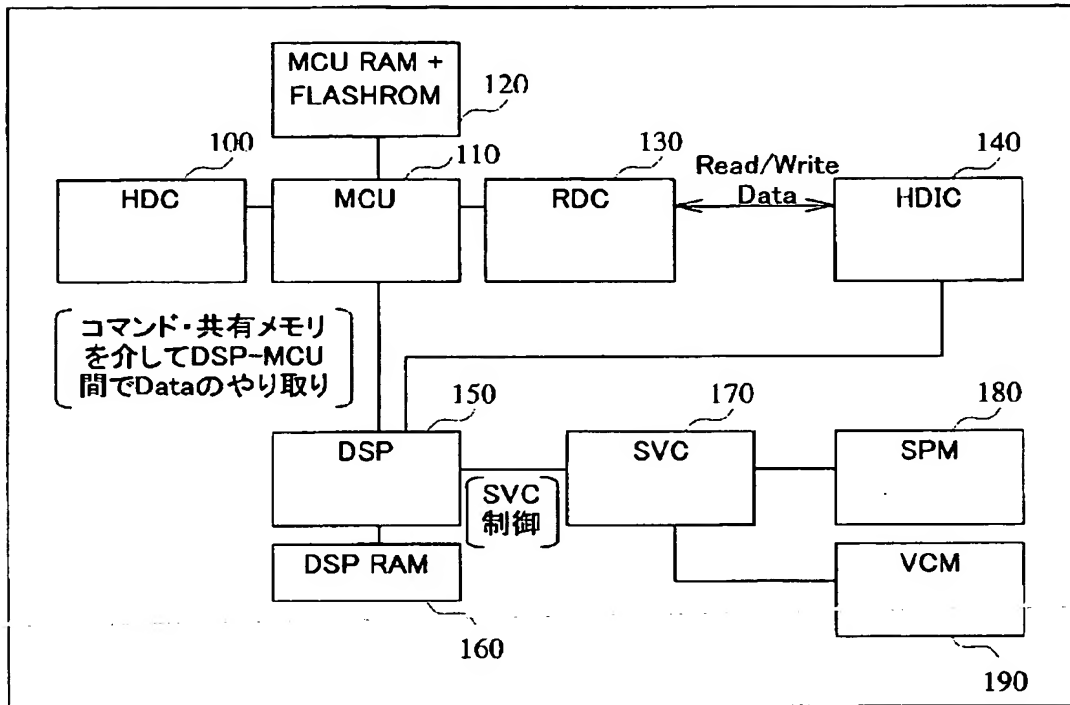 MCU RAM +
FLASHROM
120
100
110
130
140
HDC
MCU
RDC
Read/Write
Data
HDIC
コマンド・共有メモリ
を介してDSP-MCU
間でDataのやり取り
150
170
180
DSP
SVC
SPM
SVC
制御
DSP RAM
VCM
160
190